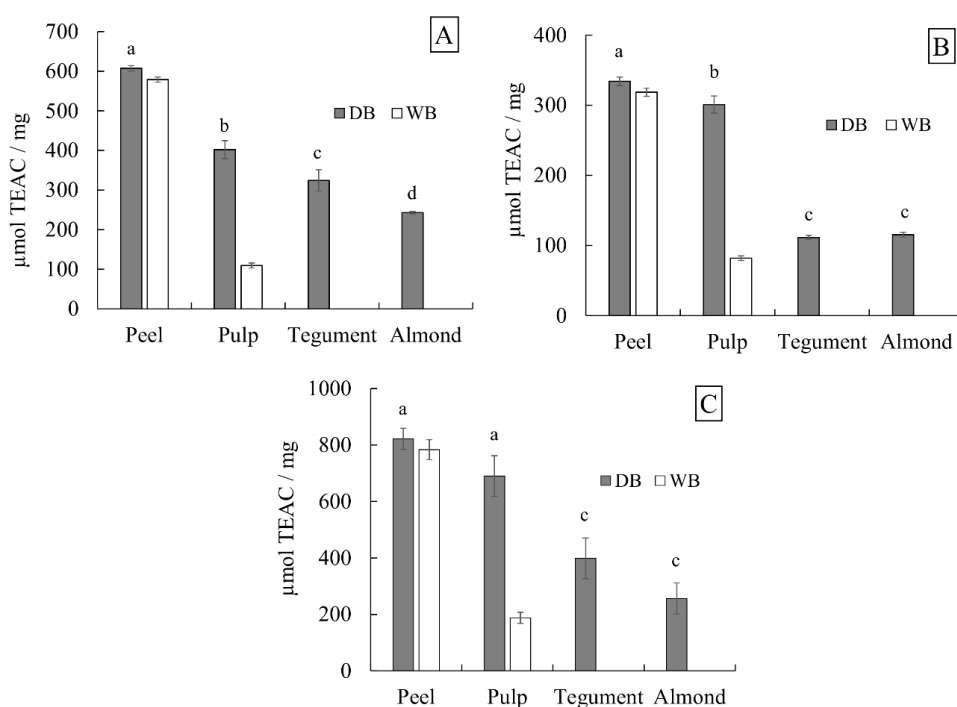 A
700
600
500
400
300
200
100
0
µmol TEAC / mg
a
b
c
d
DB WB
Peel Pulp Tegument Almond
B
400
300
200
100
0
µmol TEAC / mg
a
b
c
c
DB WB
Peel Pulp Tegument Almond
C
1000
800
600
400
200
0
µmol TEAC / mg
a
a
c
c
DB WB
Peel Pulp Tegument Almond